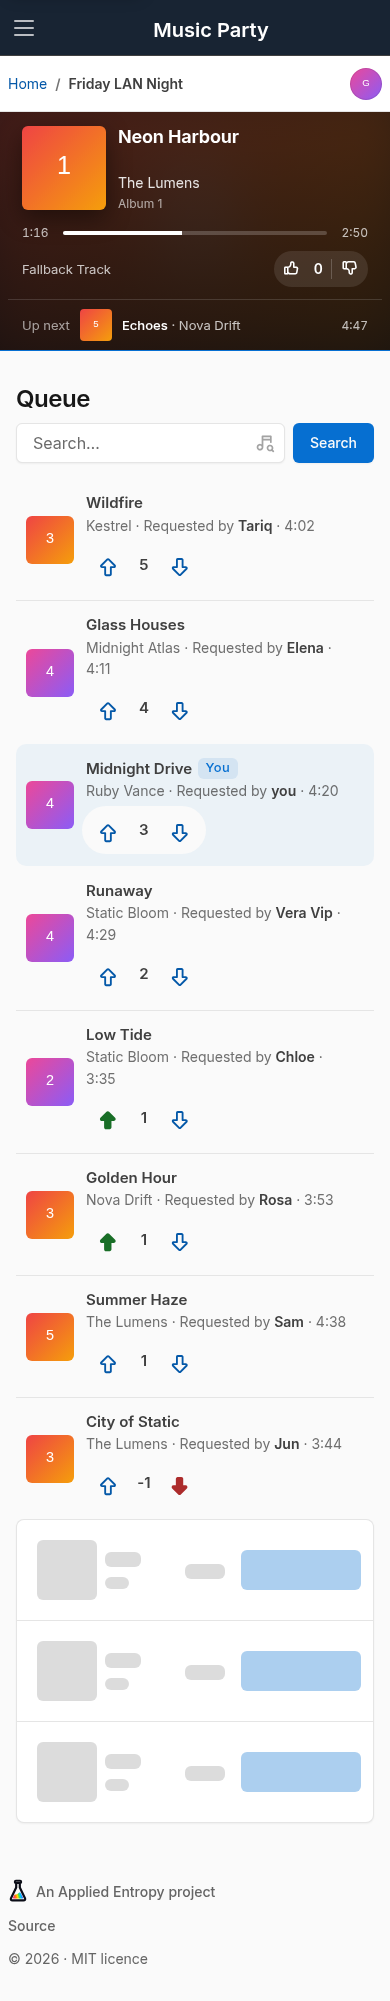 Music Party
Home / Friday LAN Night
G
1
Neon Harbour
The Lumens
Album 1
1:16
2:50
Fallback Track
0
Up next
5
Echoes · Nova Drift
4:47
Queue
Search...
Search
3
Wildfire
Kestrel · Requested by Tariq · 4:02
5
4
Glass Houses
Midnight Atlas · Requested by Elena ·
4:11
4
4
Midnight Drive You
Ruby Vance · Requested by you · 4:20
3
4
Runaway
Static Bloom · Requested by Vera Vip ·
4:29
2
2
Low Tide
Static Bloom · Requested by Chloe ·
3:35
1
3
Golden Hour
Nova Drift · Requested by Rosa · 3:53
1
5
Summer Haze
The Lumens · Requested by Sam · 4:38
1
3
City of Static
The Lumens · Requested by Jun · 3:44
-1
An Applied Entropy project
Source
© 2026 · MIT licence